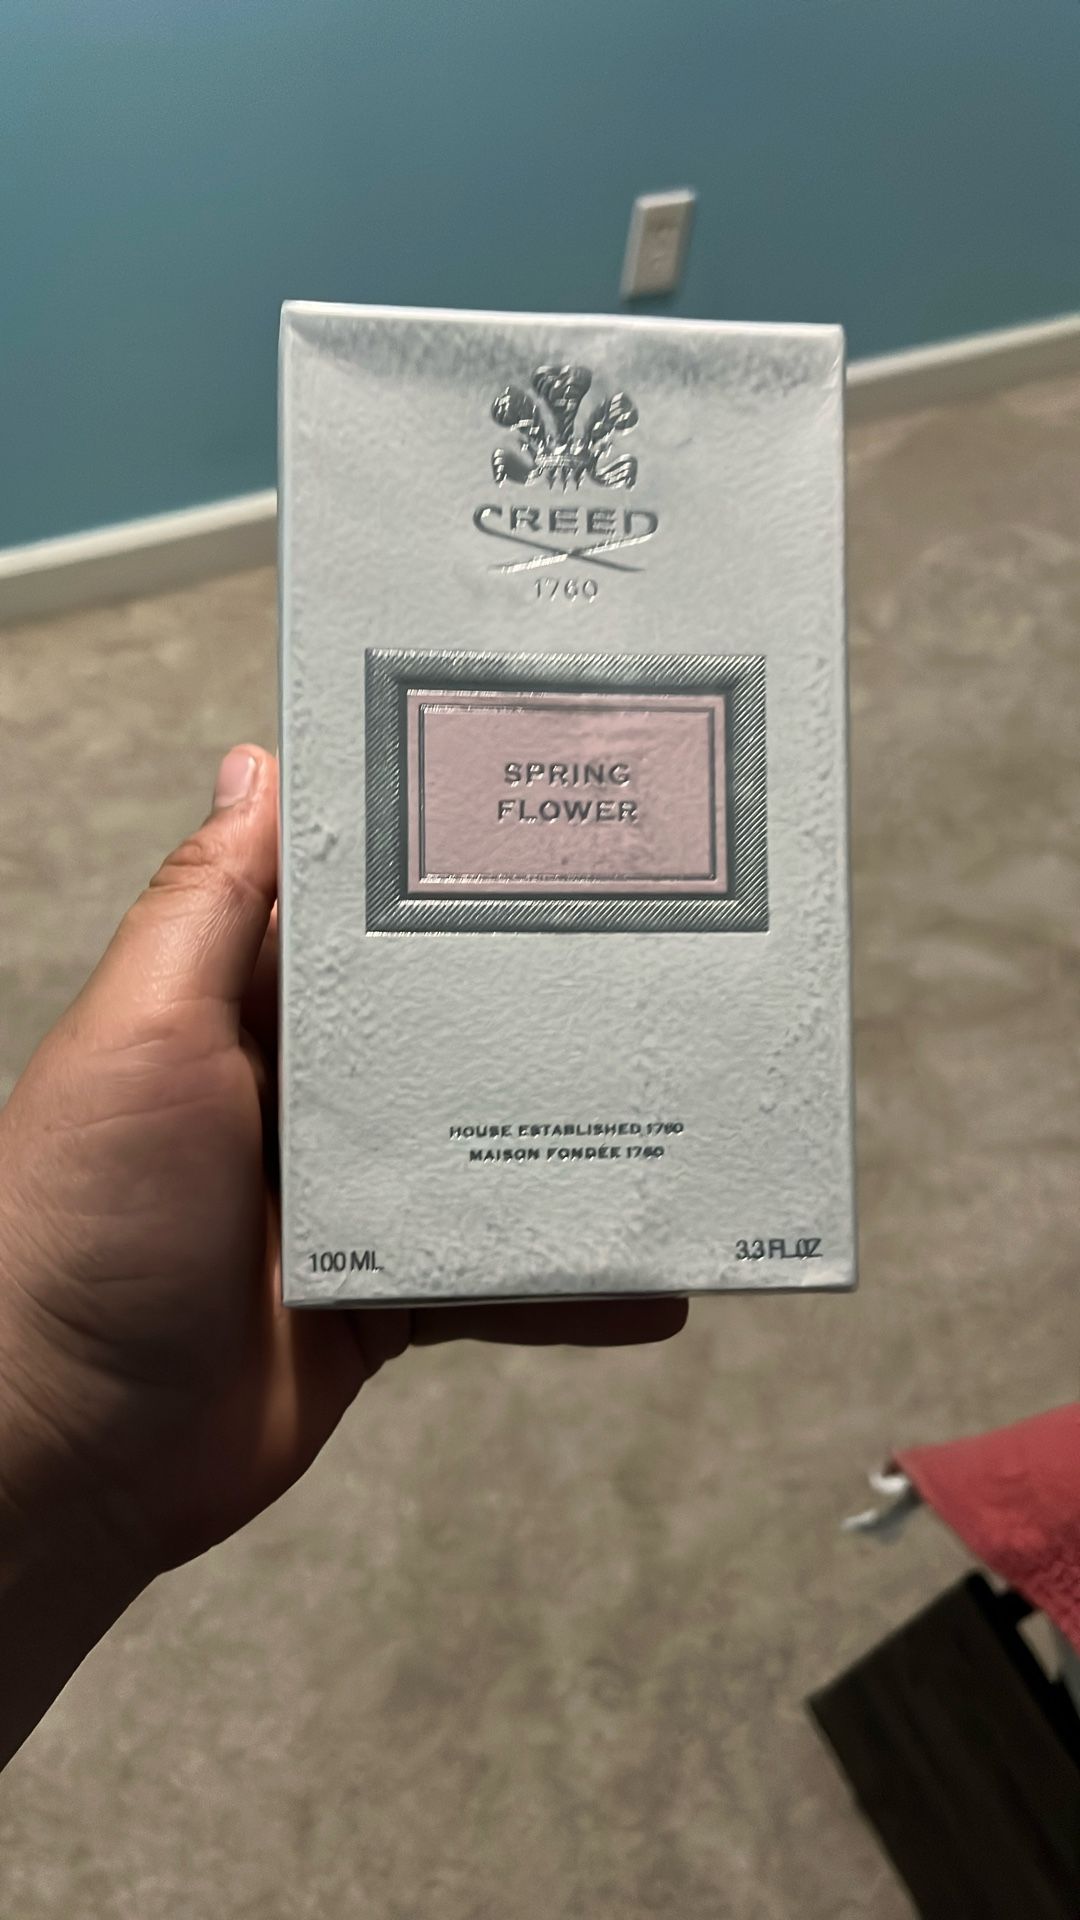 CREED
1760
SPRING
FLOWER
HOUSE ESTABLISHED 1760
MAISON FONDÉE 1760
100 ML
3.3 FL OZ